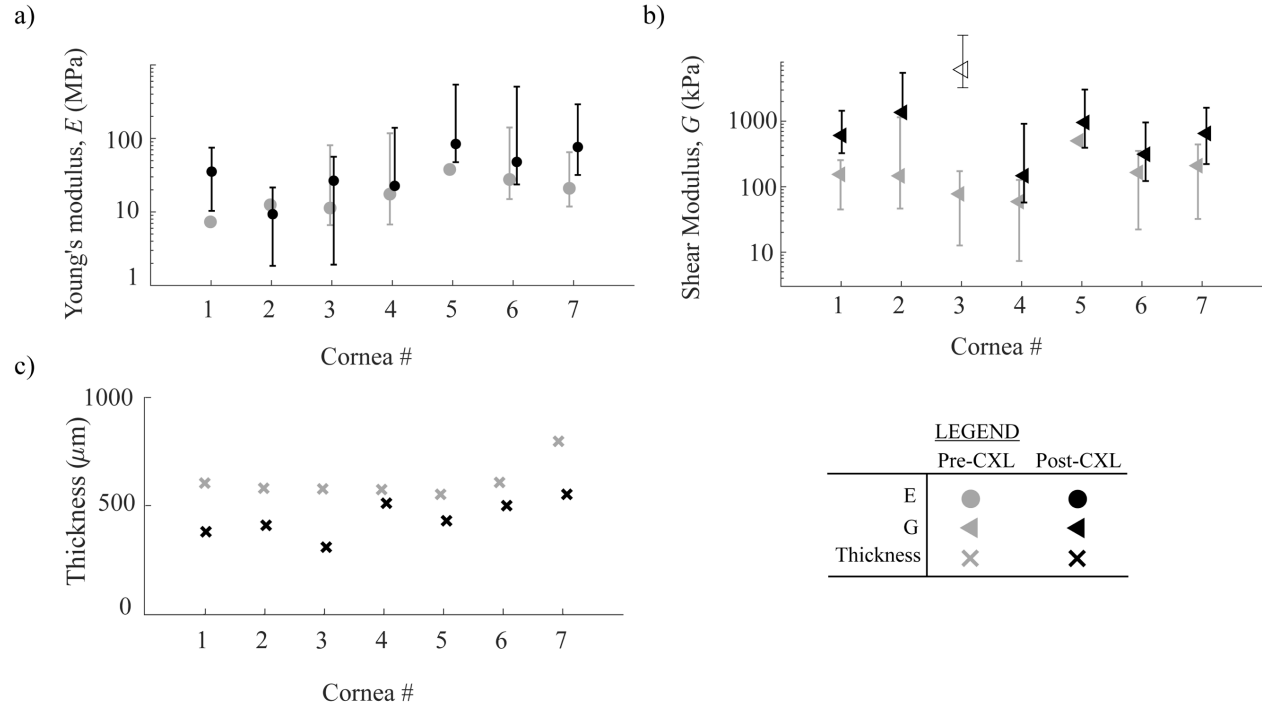 a)
Young's modulus, E (MPa)
100
10
1
1 2 3 4 5 6 7
Cornea #
b)
Shear Modulus, G (kPa)
1000
100
10
1 2 3 4 5 6 7
Cornea #
c)
Thickness (μm)
1000
500
0
1 2 3 4 5 6 7
Cornea #
LEGEND
Pre-CXL Post-CXL
E
G
Thickness